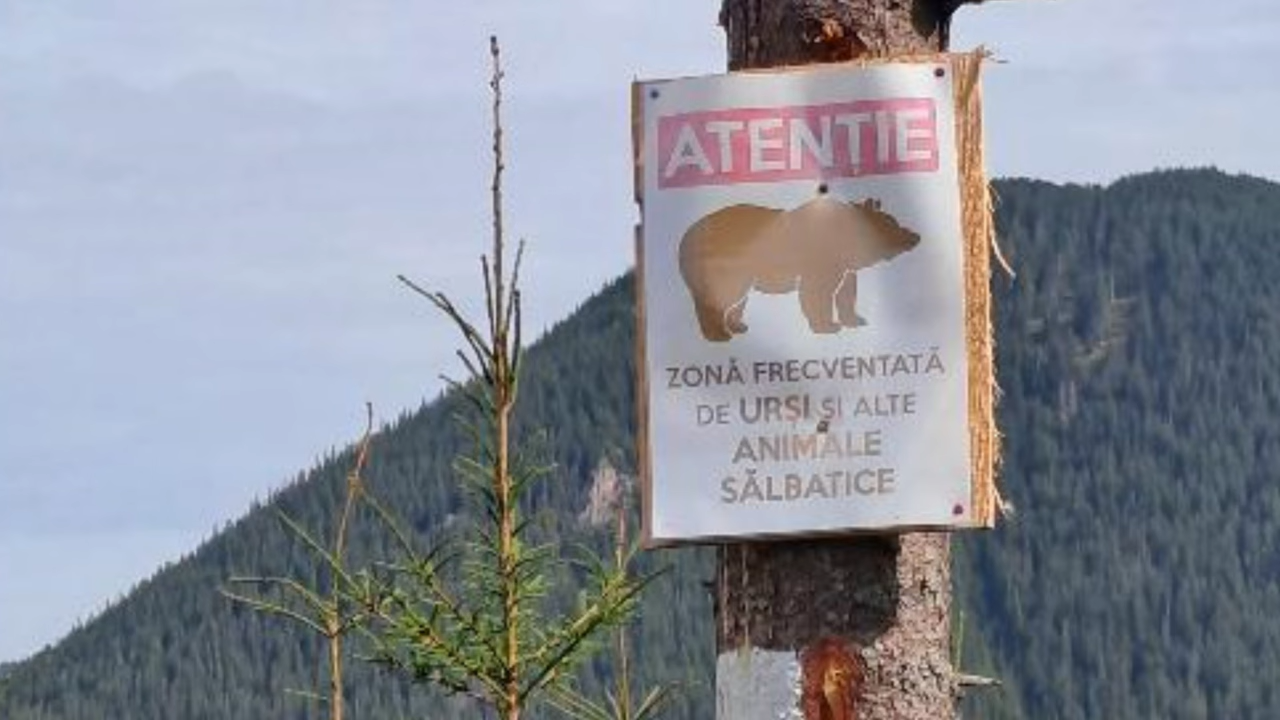 ATENȚIE
ZONĂ FRECVENTATĂ
DE URȘI ȘI ALTE
ANIMALE
SĂLBATICE